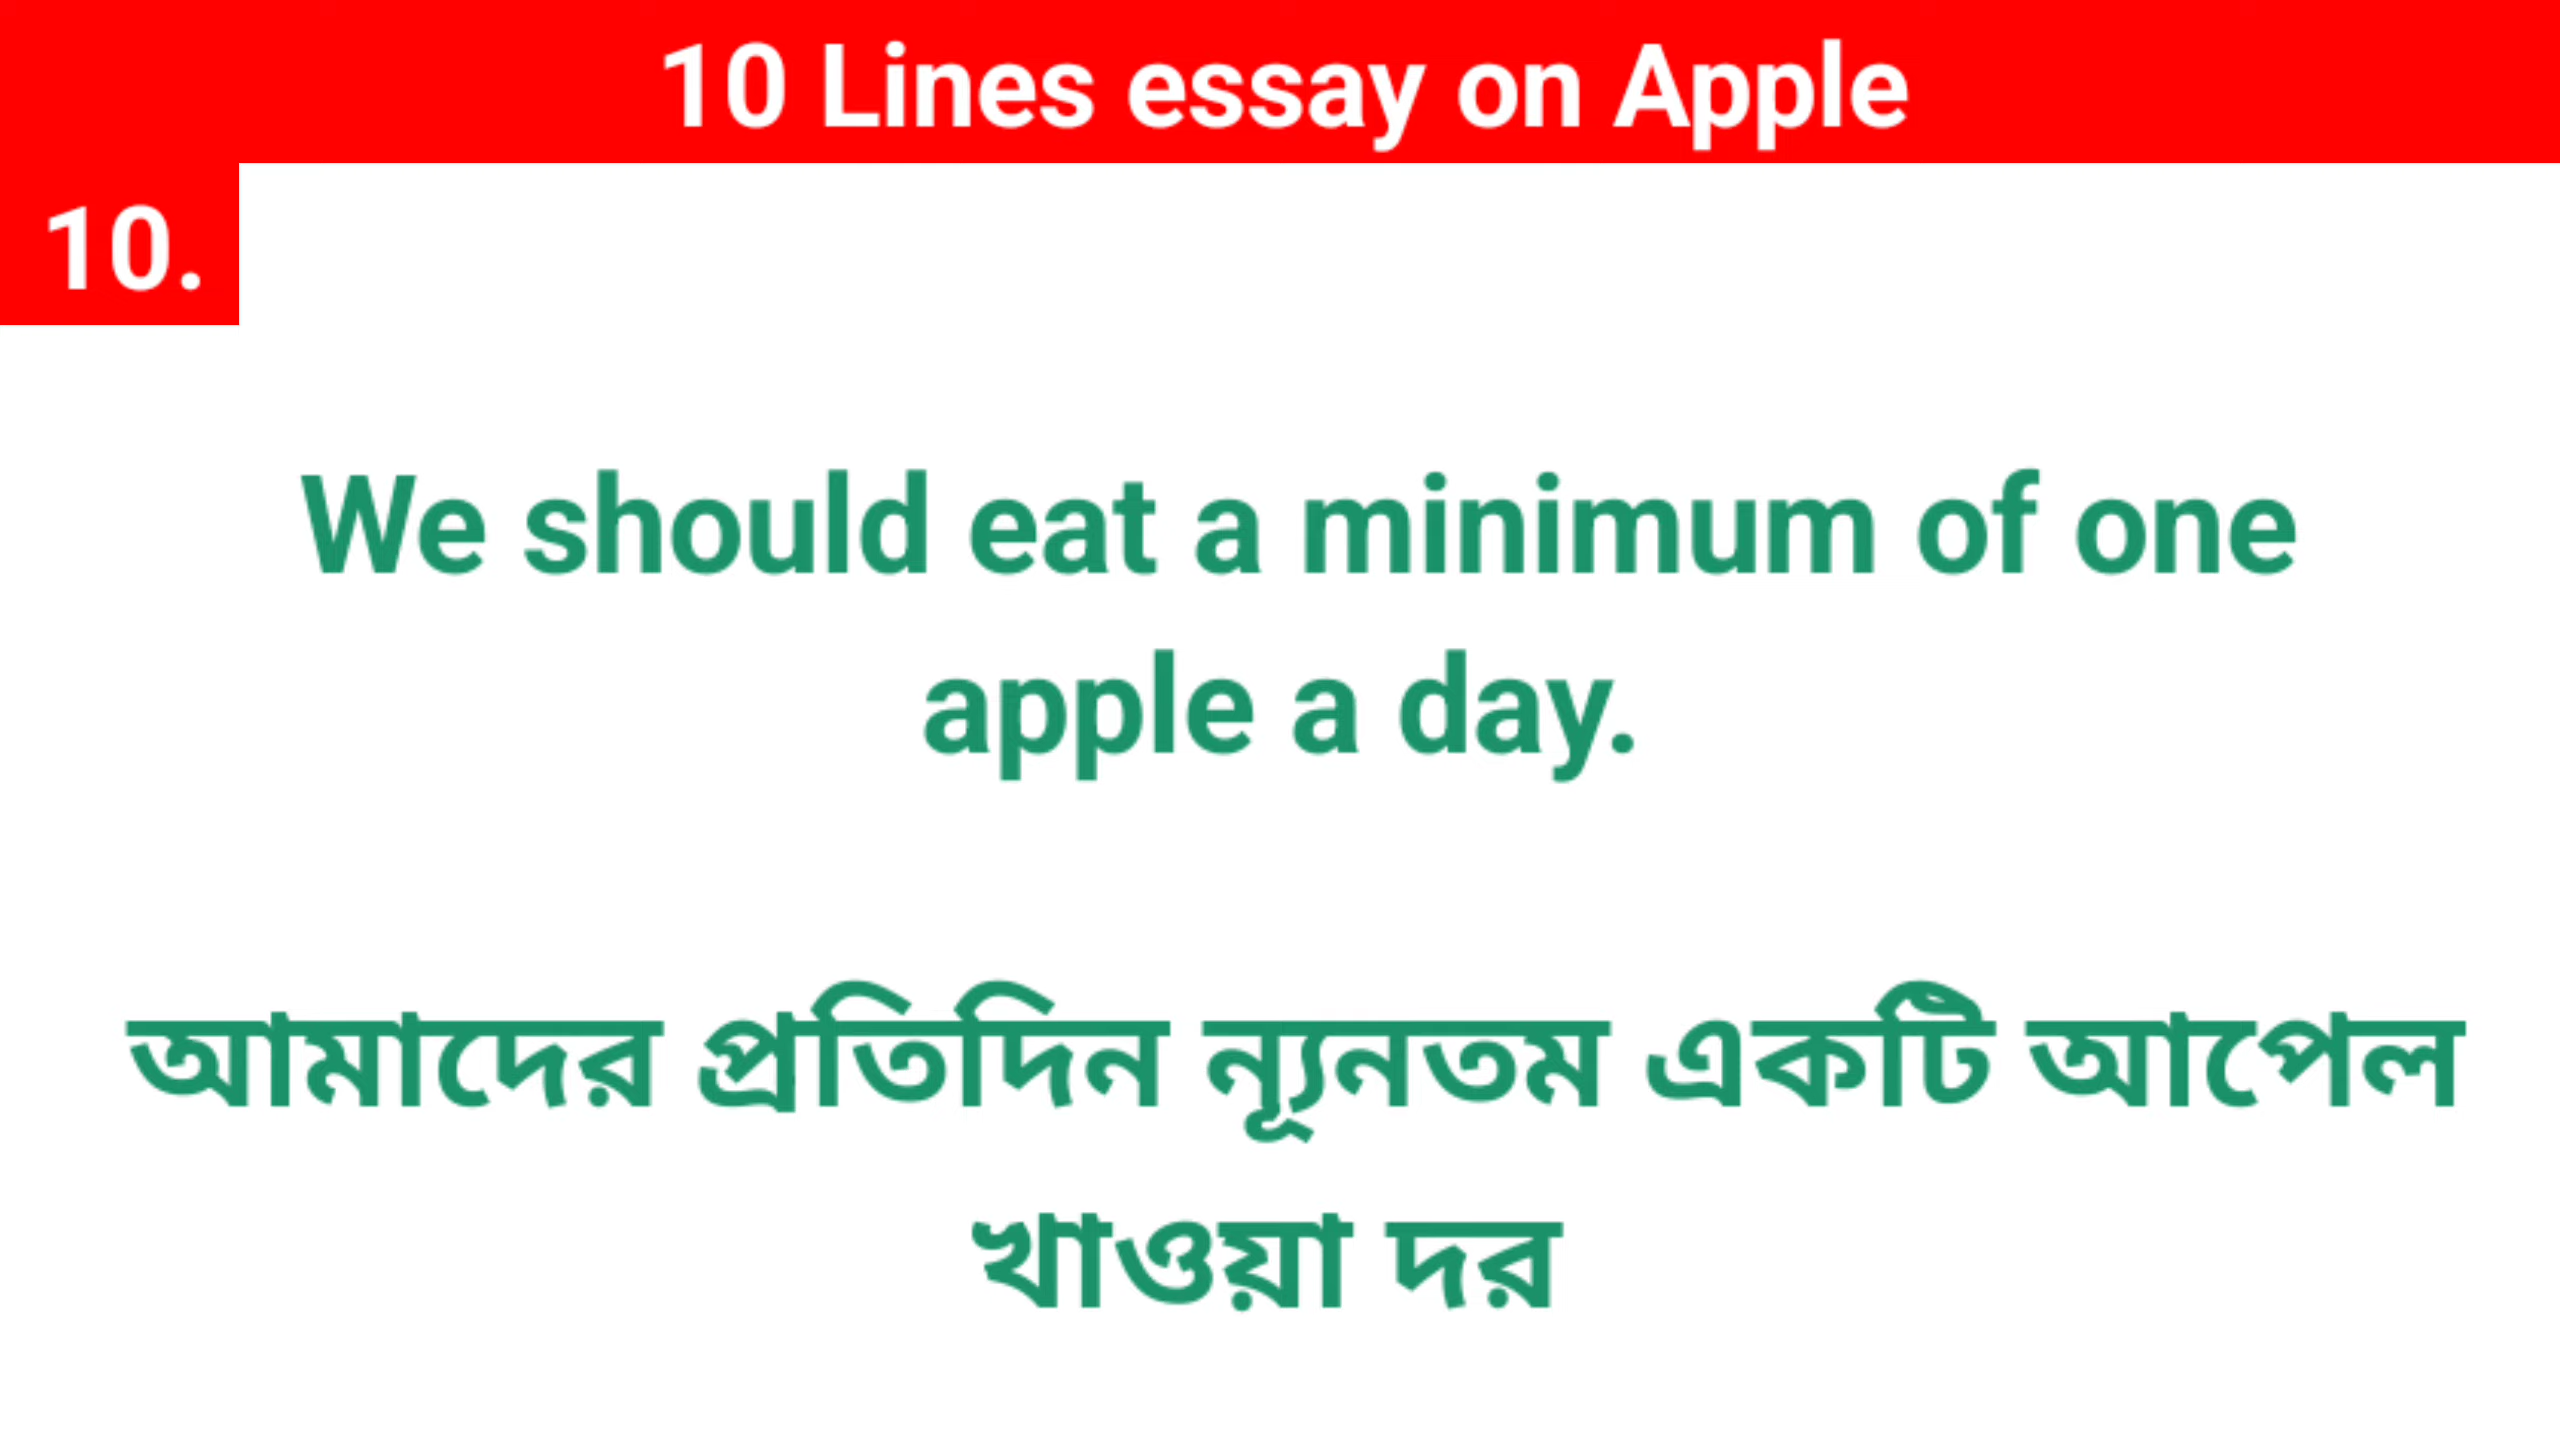 10 Lines essay on Apple
10.
We should eat a minimum of one
apple a day.
আমাদের প্রতিদিন ন্যূনতম একটি আপেল
খাওয়া দর